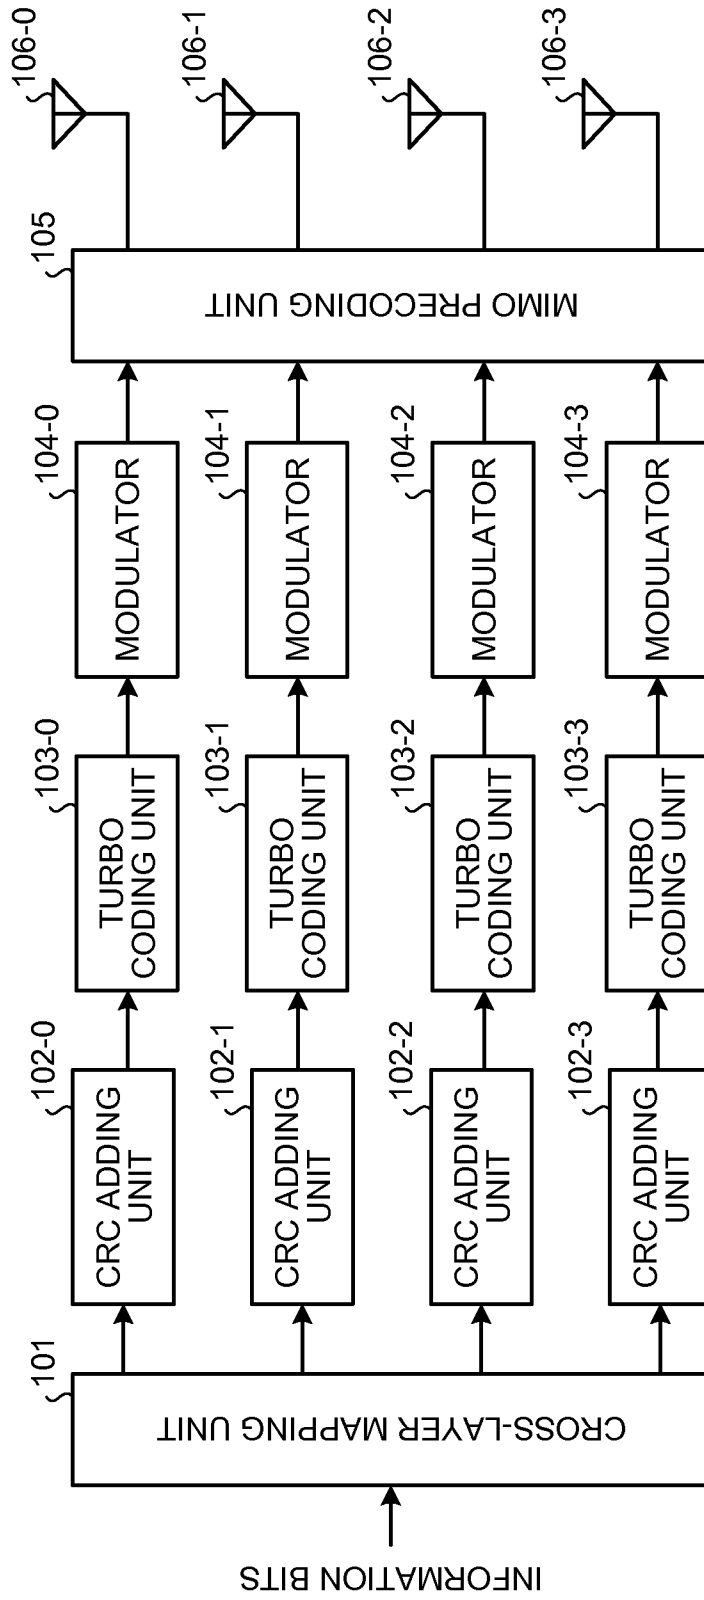 INFORMATION BITS
101
CROSS-LAYER MAPPING UNIT
102-0
CRC ADDING
UNIT
103-0
TURBO
CODING UNIT
104-0
MODULATOR
102-1
CRC ADDING
UNIT
103-1
TURBO
CODING UNIT
104-1
MODULATOR
102-2
CRC ADDING
UNIT
103-2
TURBO
CODING UNIT
104-2
MODULATOR
102-3
CRC ADDING
UNIT
103-3
TURBO
CODING UNIT
104-3
MODULATOR
105
MIMO PRECODING UNIT
106-0
106-1
106-2
106-3